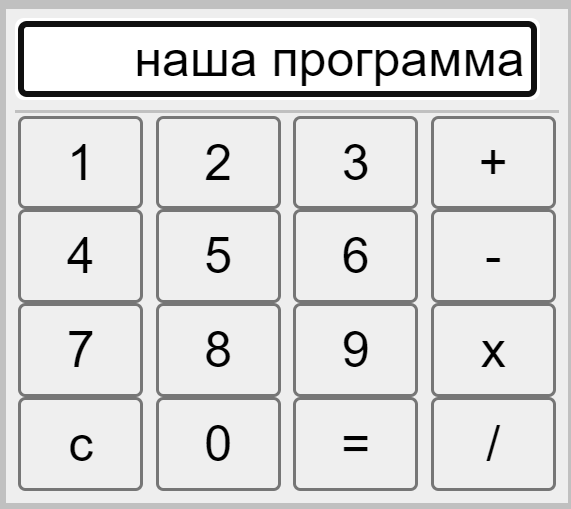 наша программа
1 2 3 +
4 5 6 -
7 8 9 x
c 0 = /